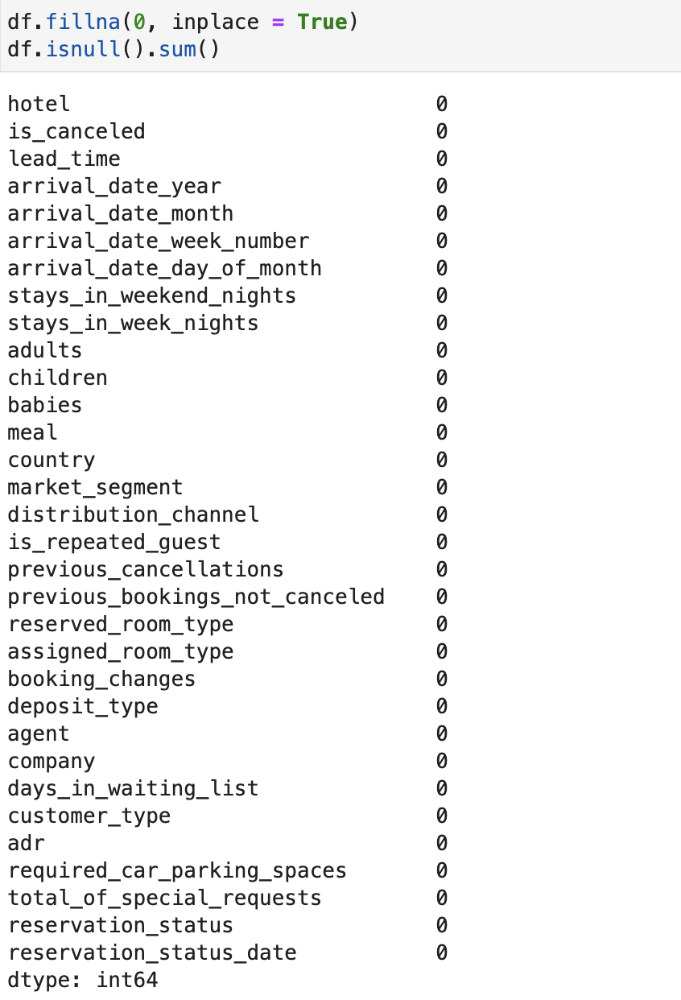 df.fillna(0, inplace = True)
df.isnull().sum()
hotel 0
is_canceled 0
lead_time 0
arrival_date_year 0
arrival_date_month 0
arrival_date_week_number 0
arrival_date_day_of_month 0
stays_in_weekend_nights 0
stays_in_week_nights 0
adults 0
children 0
babies 0
meal 0
country 0
market_segment 0
distribution_channel 0
is_repeated_guest 0
previous_cancellations 0
previous_bookings_not_canceled 0
reserved_room_type 0
assigned_room_type 0
booking_changes 0
deposit_type 0
agent 0
company 0
days_in_waiting_list 0
customer_type 0
adr 0
required_car_parking_spaces 0
total_of_special_requests 0
reservation_status 0
reservation_status_date 0
dtype: int64